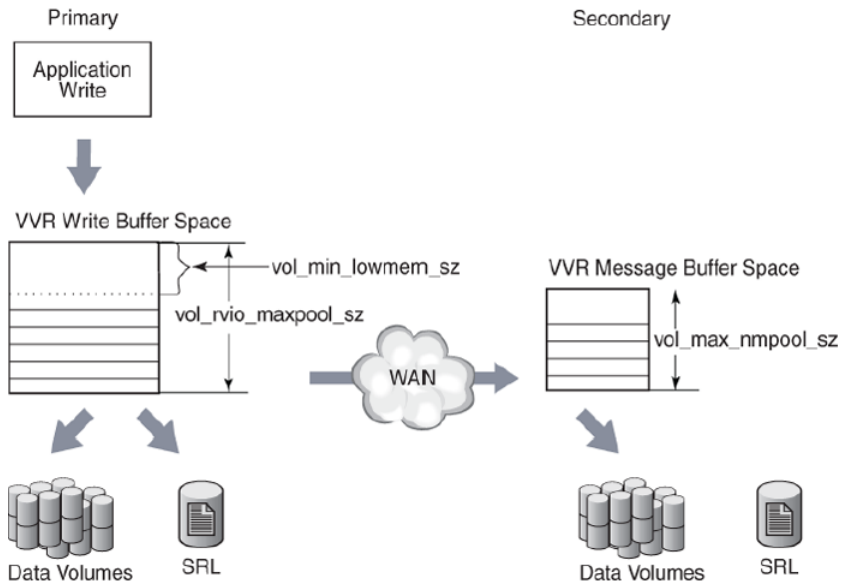 Primary
Secondary
Application
Write
VVR Write Buffer Space
vol_min_lowmem_sz
VVR Message Buffer Space
vol_rvio_maxpool_sz
vol_max_nmpool_sz
WAN
Data Volumes
SRL
Data Volumes
SRL